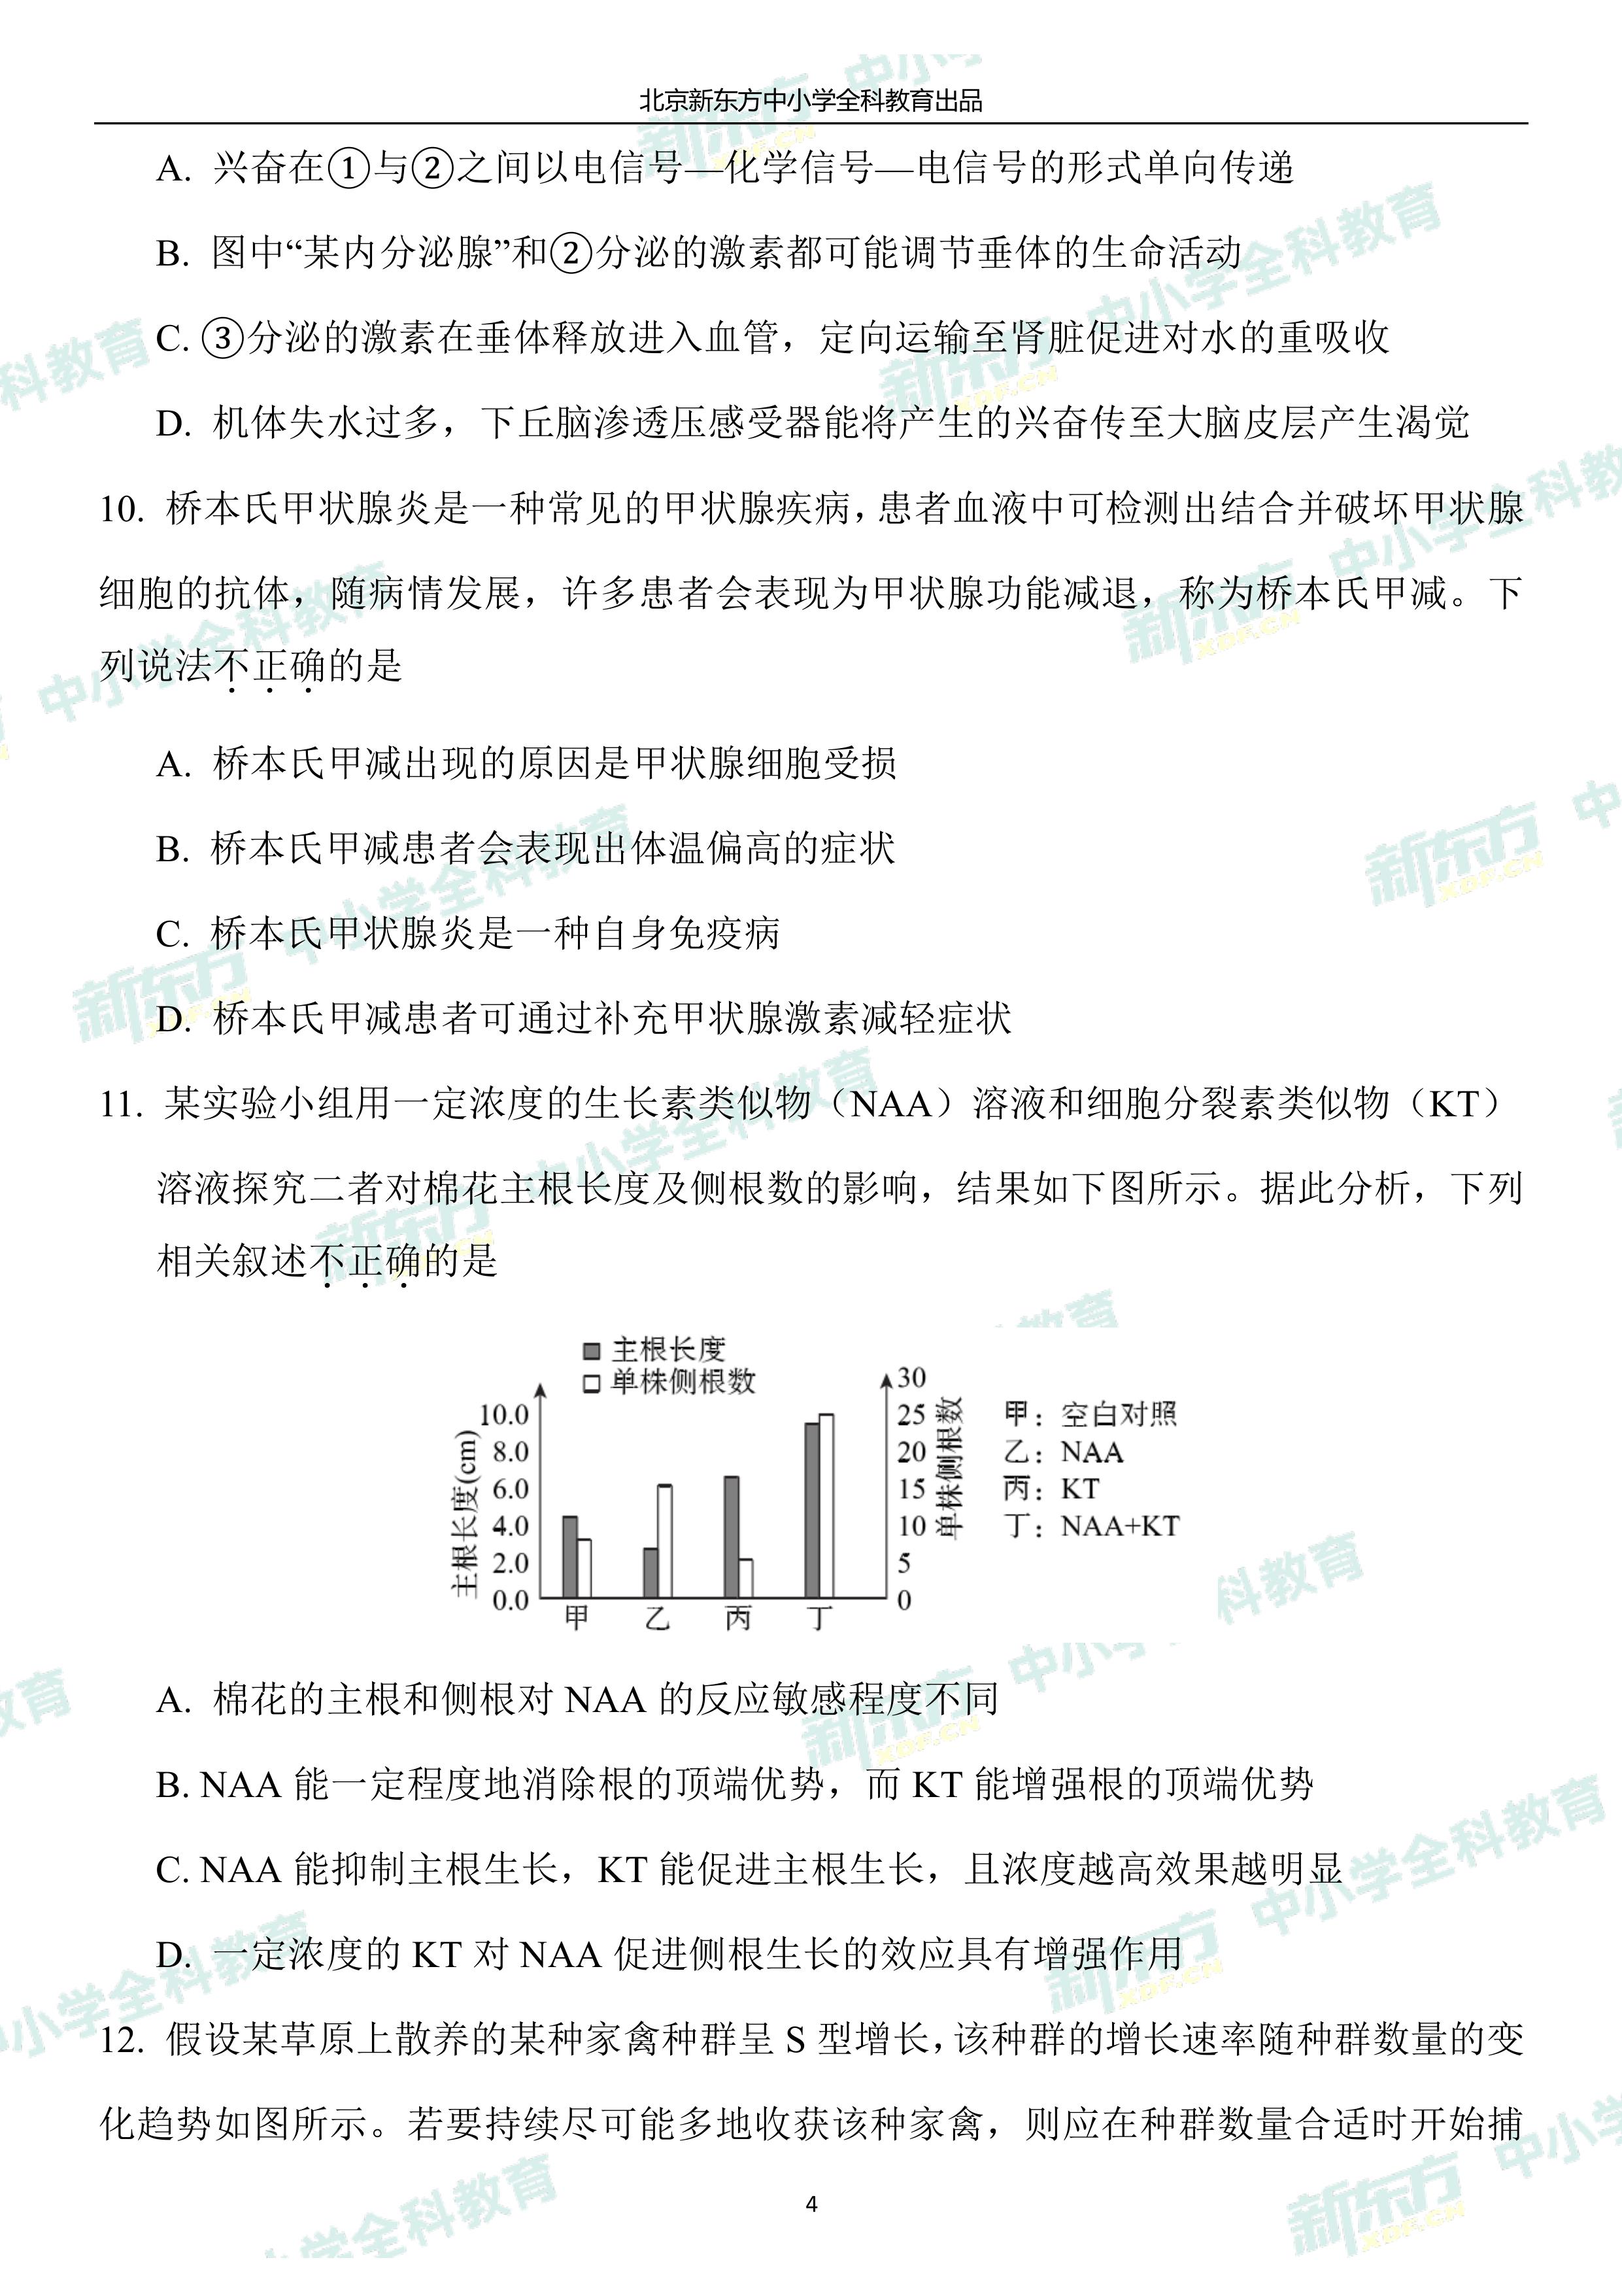 北京新东方中小学全科教育出品
A. 兴奋在①与②之间以电信号—化学信号—电信号的形式单向传递
B. 图中“某内分泌腺”和②分泌的激素都可能调节垂体的生命活动
C. ③分泌的激素在垂体释放进入血管，定向运输至肾脏促进对水的重吸收
D. 机体失水过多，下丘脑渗透压感受器能将产生的兴奋传至大脑皮层产生渴觉
10. 桥本氏甲状腺炎是一种常见的甲状腺疾病，患者血液中可检测出结合并破坏甲状腺
细胞的抗体，随病情发展，许多患者会表现为甲状腺功能减退，称为桥本氏甲减。下
列说法不正确的是
A. 桥本氏甲减出现的原因是甲状腺细胞受损
B. 桥本氏甲减患者会表现出体温偏高的症状
C. 桥本氏甲状腺炎是一种自身免疫病
D. 桥本氏甲减患者可通过补充甲状腺激素减轻症状
11. 某实验小组用一定浓度的生长素类似物（NAA）溶液和细胞分裂素类似物（KT）
溶液探究二者对棉花主根长度及侧根数的影响，结果如下图所示。据此分析，下列
相关叙述不正确的是
主根长度
单株侧根数
主根长度(cm)
10.0
8.0
6.0
4.0
2.0
0.0
甲 乙 丙 丁
30
25
20
15
10
5
0
单株侧根数
甲：空白对照
乙：NAA
丙：KT
丁：NAA+KT
A. 棉花的主根和侧根对 NAA 的反应敏感程度不同
B. NAA 能一定程度地消除根的顶端优势，而 KT 能增强根的顶端优势
C. NAA 能抑制主根生长，KT 能促进主根生长，且浓度越高效果越明显
D. 一定浓度的 KT 对 NAA 促进侧根生长的效应具有增强作用
12. 假设某草原上散养的某种家禽种群呈 S 型增长，该种群的增长速率随种群数量的变
化趋势如图所示。若要持续尽可能多地收获该种家禽，则应在种群数量合适时开始捕
4
新东方 XDF.CN 中小学全科教育